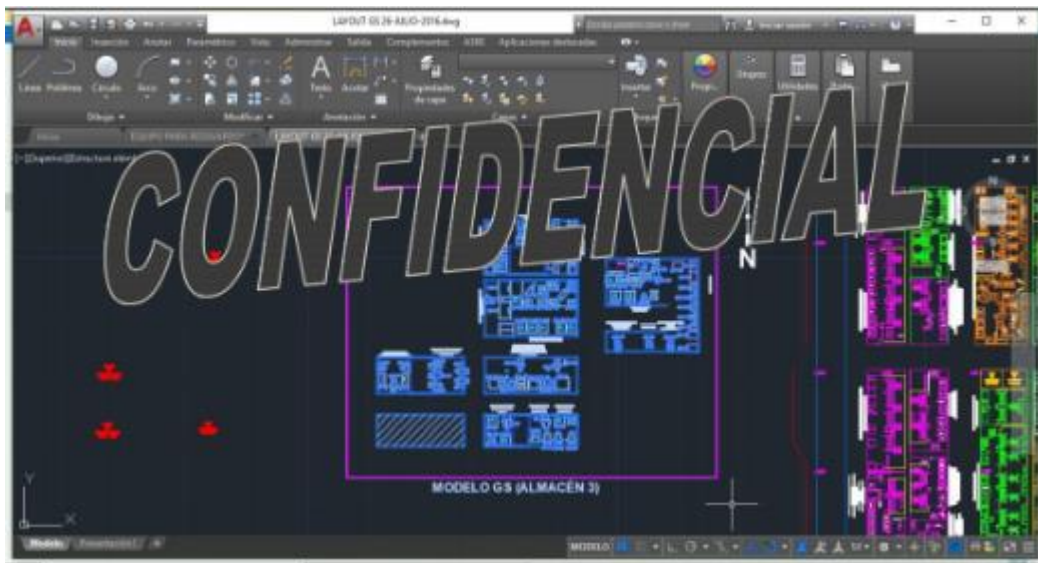 LAYOUT GS 26-JULIO-2016.dwg
Inicio Inserción Anotar Paramétrico Vista Administrar Salida Complementos A360 Aplicaciones destacadas
Línea Polilínea Círculo Arco
Texto Acotar
Propiedades
de capa
Insertar
Grupos
Utilidades
Dibujo Modificar Anotación Capas
Inicio
CONFIDENCIAL
N
MODELO GS (ALMACÉN 3)
Y
X
Modelo Presentación1
MODELO